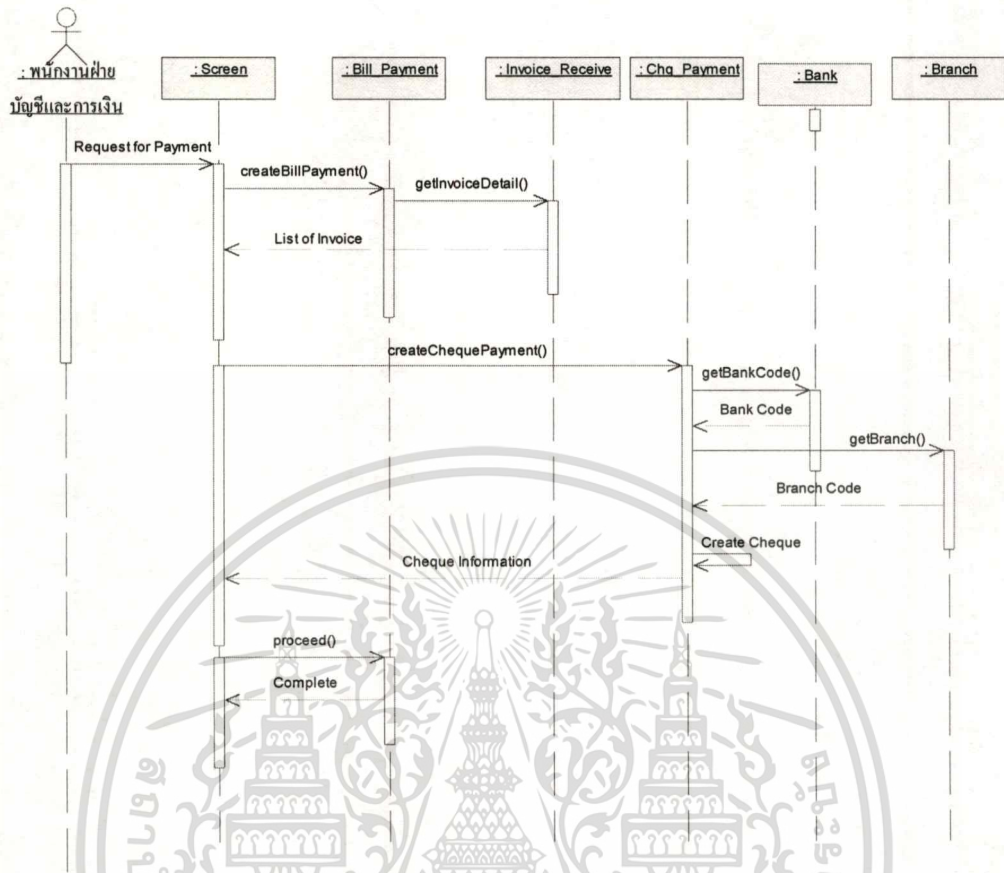 : พนักงานฝ่าย
บัญชีและการเงิน
: Screen
: Bill_Payment
: Invoice_Receive
: Chq_Payment
: Bank
: Branch
Request for Payment
createBillPayment()
getInvoiceDetail()
List of Invoice
createChequePayment()
getBankCode()
Bank Code
getBranch()
Branch Code
Create Cheque
Cheque Information
proceed()
Complete